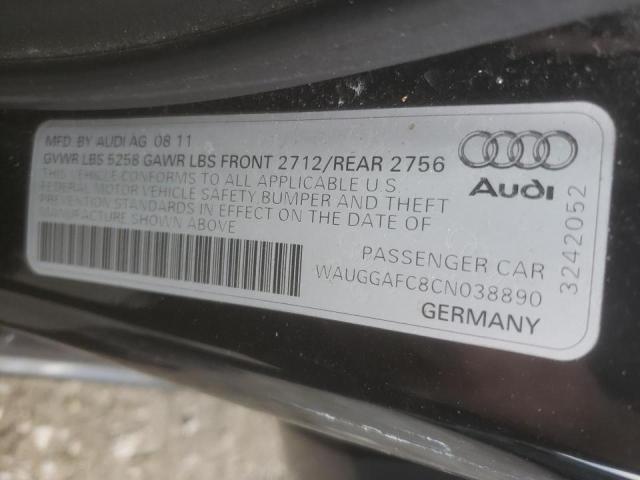 MFD. BY AUDI AG 08 11
GVWR LBS 5258 GAWR LBS FRONT 2712/REAR 2756
THIS VEHICLE CONFORMS TO ALL APPLICABLE U.S
FEDERAL MOTOR VEHICLE SAFETY, BUMPER AND THEFT
PREVENTION STANDARDS IN EFFECT ON THE DATE OF
MANUFACTURE SHOWN ABOVE
Audi
PASSENGER CAR
WAUGGAFC8CN038890
GERMANY
3242052